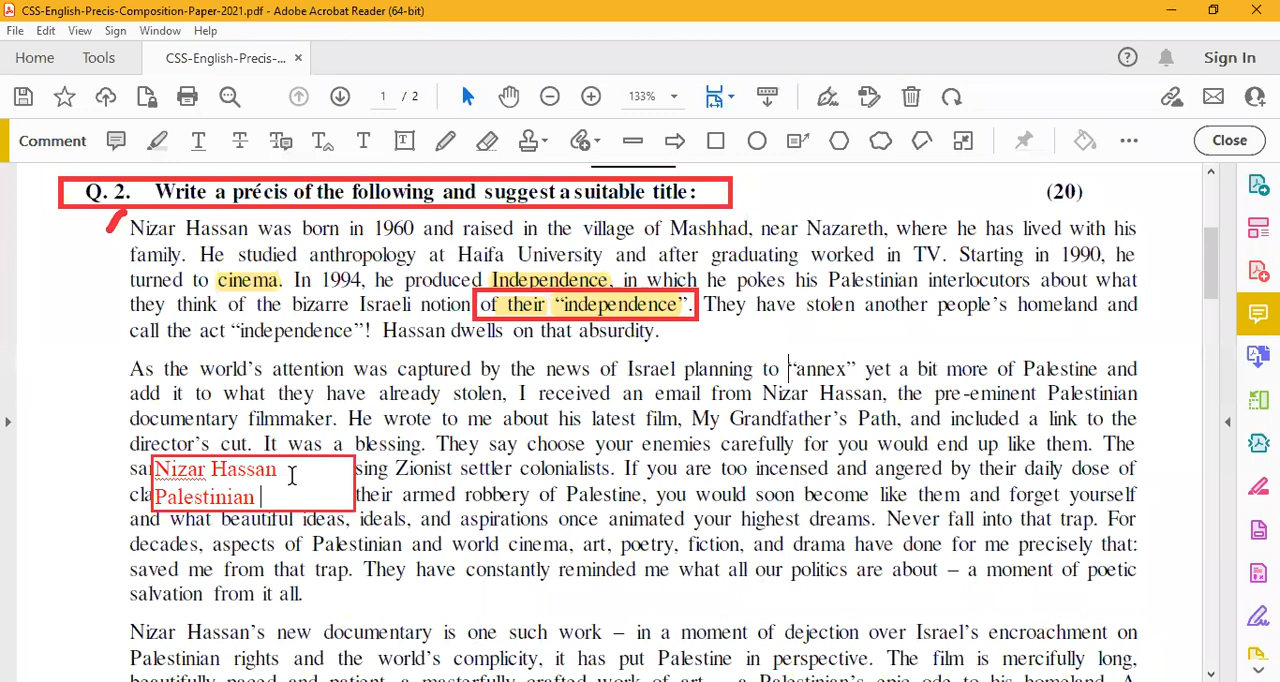 CSS-English-Precis-Composition-Paper-2021.pdf - Adobe Acrobat Reader (64-bit)
File Edit View Sign Window Help
Home Tools CSS-English-Precis-... × Sign In
1 / 2 133%
Comment Close
Q. 2. Write a précis of the following and suggest a suitable title: (20)
Nizar Hassan was born in 1960 and raised in the village of Mashhad, near Nazareth, where he has lived with his
family. He studied anthropology at Haifa University and after graduating worked in TV. Starting in 1990, he
turned to cinema. In 1994, he produced Independence, in which he pokes his Palestinian interlocutors about what
they think of the bizarre Israeli notion of their “independence”. They have stolen another people’s homeland and
call the act “independence”! Hassan dwells on that absurdity.
As the world’s attention was captured by the news of Israel planning to “annex” yet a bit more of Palestine and
add it to what they have already stolen, I received an email from Nizar Hassan, the pre-eminent Palestinian
documentary filmmaker. He wrote to me about his latest film, My Grandfather’s Path, and included a link to the
director’s cut. It was a blessing. They say choose your enemies carefully for you would end up like them. The
sing Zionist settler colonialists. If you are too incensed and angered by their daily dose of
Nizar Hassan
Palestinian
their armed robbery of Palestine, you would soon become like them and forget yourself
and what beautiful ideas, ideals, and aspirations once animated your highest dreams. Never fall into that trap. For
decades, aspects of Palestinian and world cinema, art, poetry, fiction, and drama have done for me precisely that:
saved me from that trap. They have constantly reminded me what all our politics are about – a moment of poetic
salvation from it all.
Nizar Hassan’s new documentary is one such work – in a moment of dejection over Israel’s encroachment on
Palestinian rights and the world’s complicity, it has put Palestine in perspective. The film is mercifully long,
beautifully paced and patient, a masterfully crafted work of art – a Palestinian’s epic ode to his homeland. A